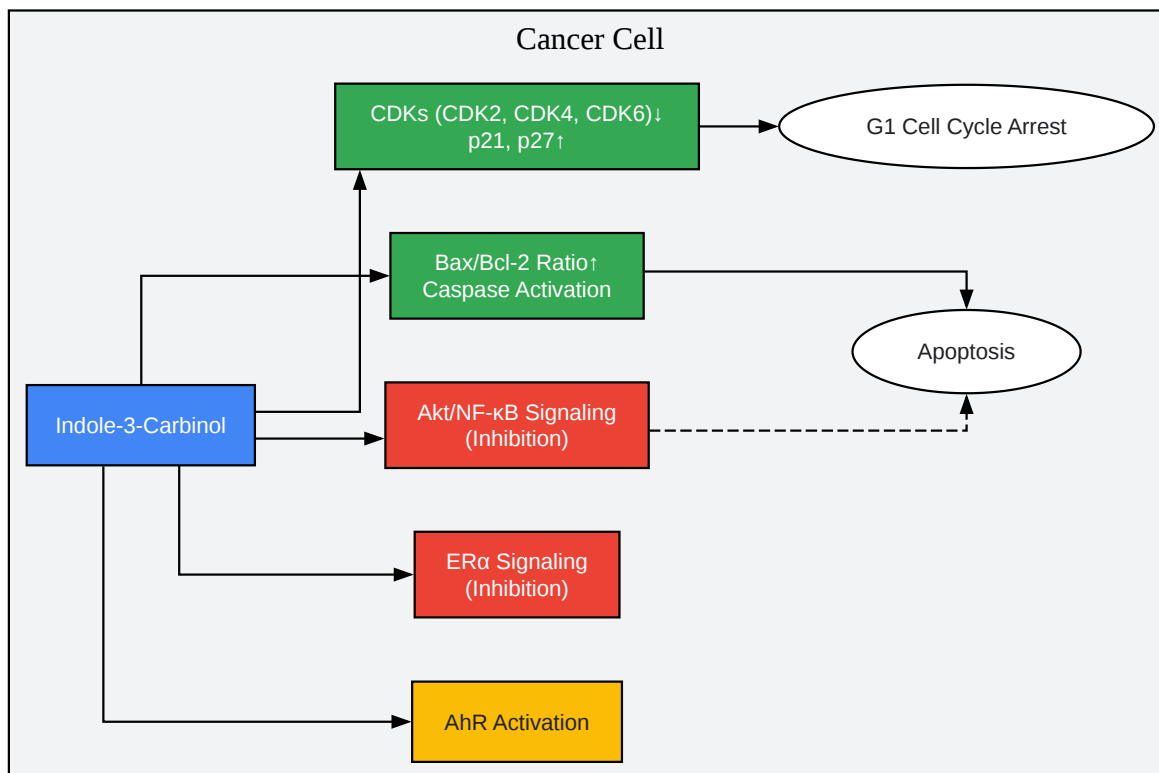 Cancer Cell
CDKs (CDK2, CDK4, CDK6)↓
p21, p27↑
G1 Cell Cycle Arrest
Bax/Bcl-2 Ratio↑
Caspase Activation
Apoptosis
Indole-3-Carbinol
Akt/NF-κB Signaling
(Inhibition)
ERα Signaling
(Inhibition)
AhR Activation